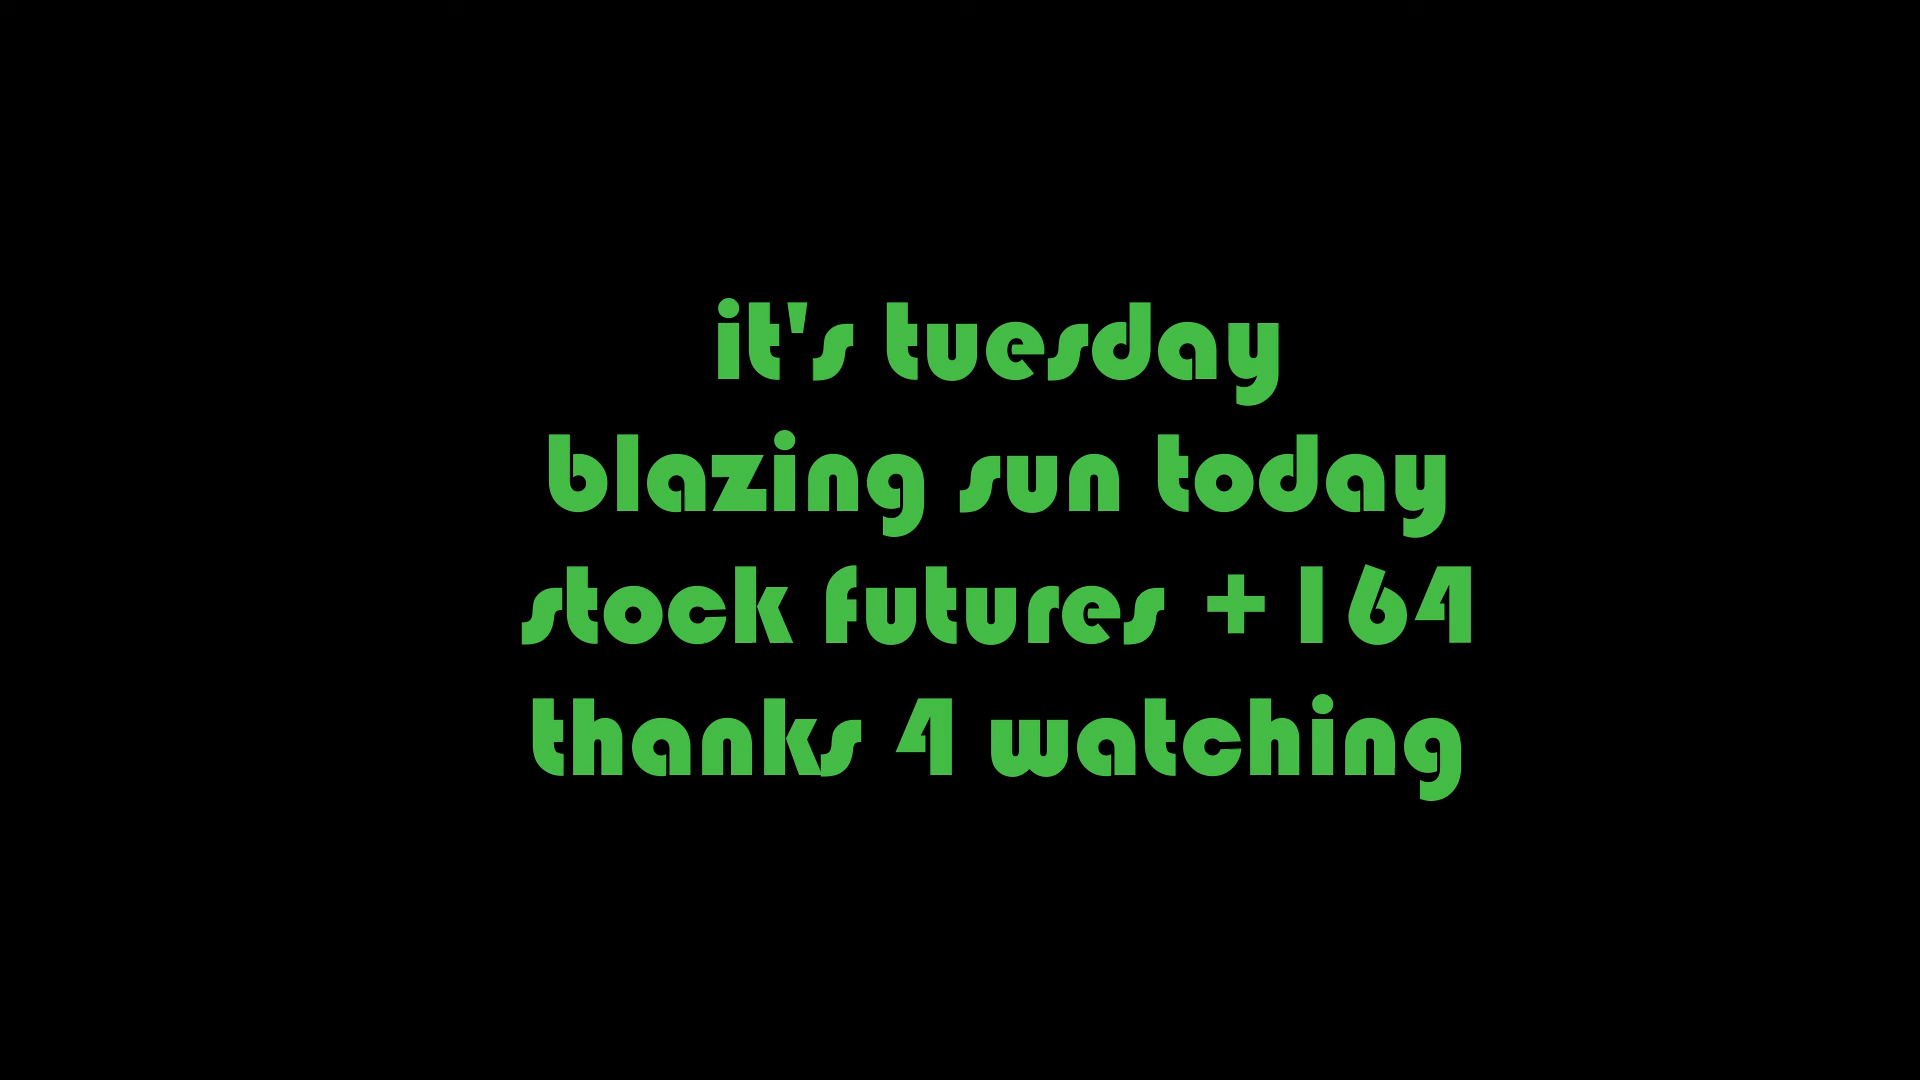 it's tuesday
blazing sun today
stock futures +164
thanks 4 watching